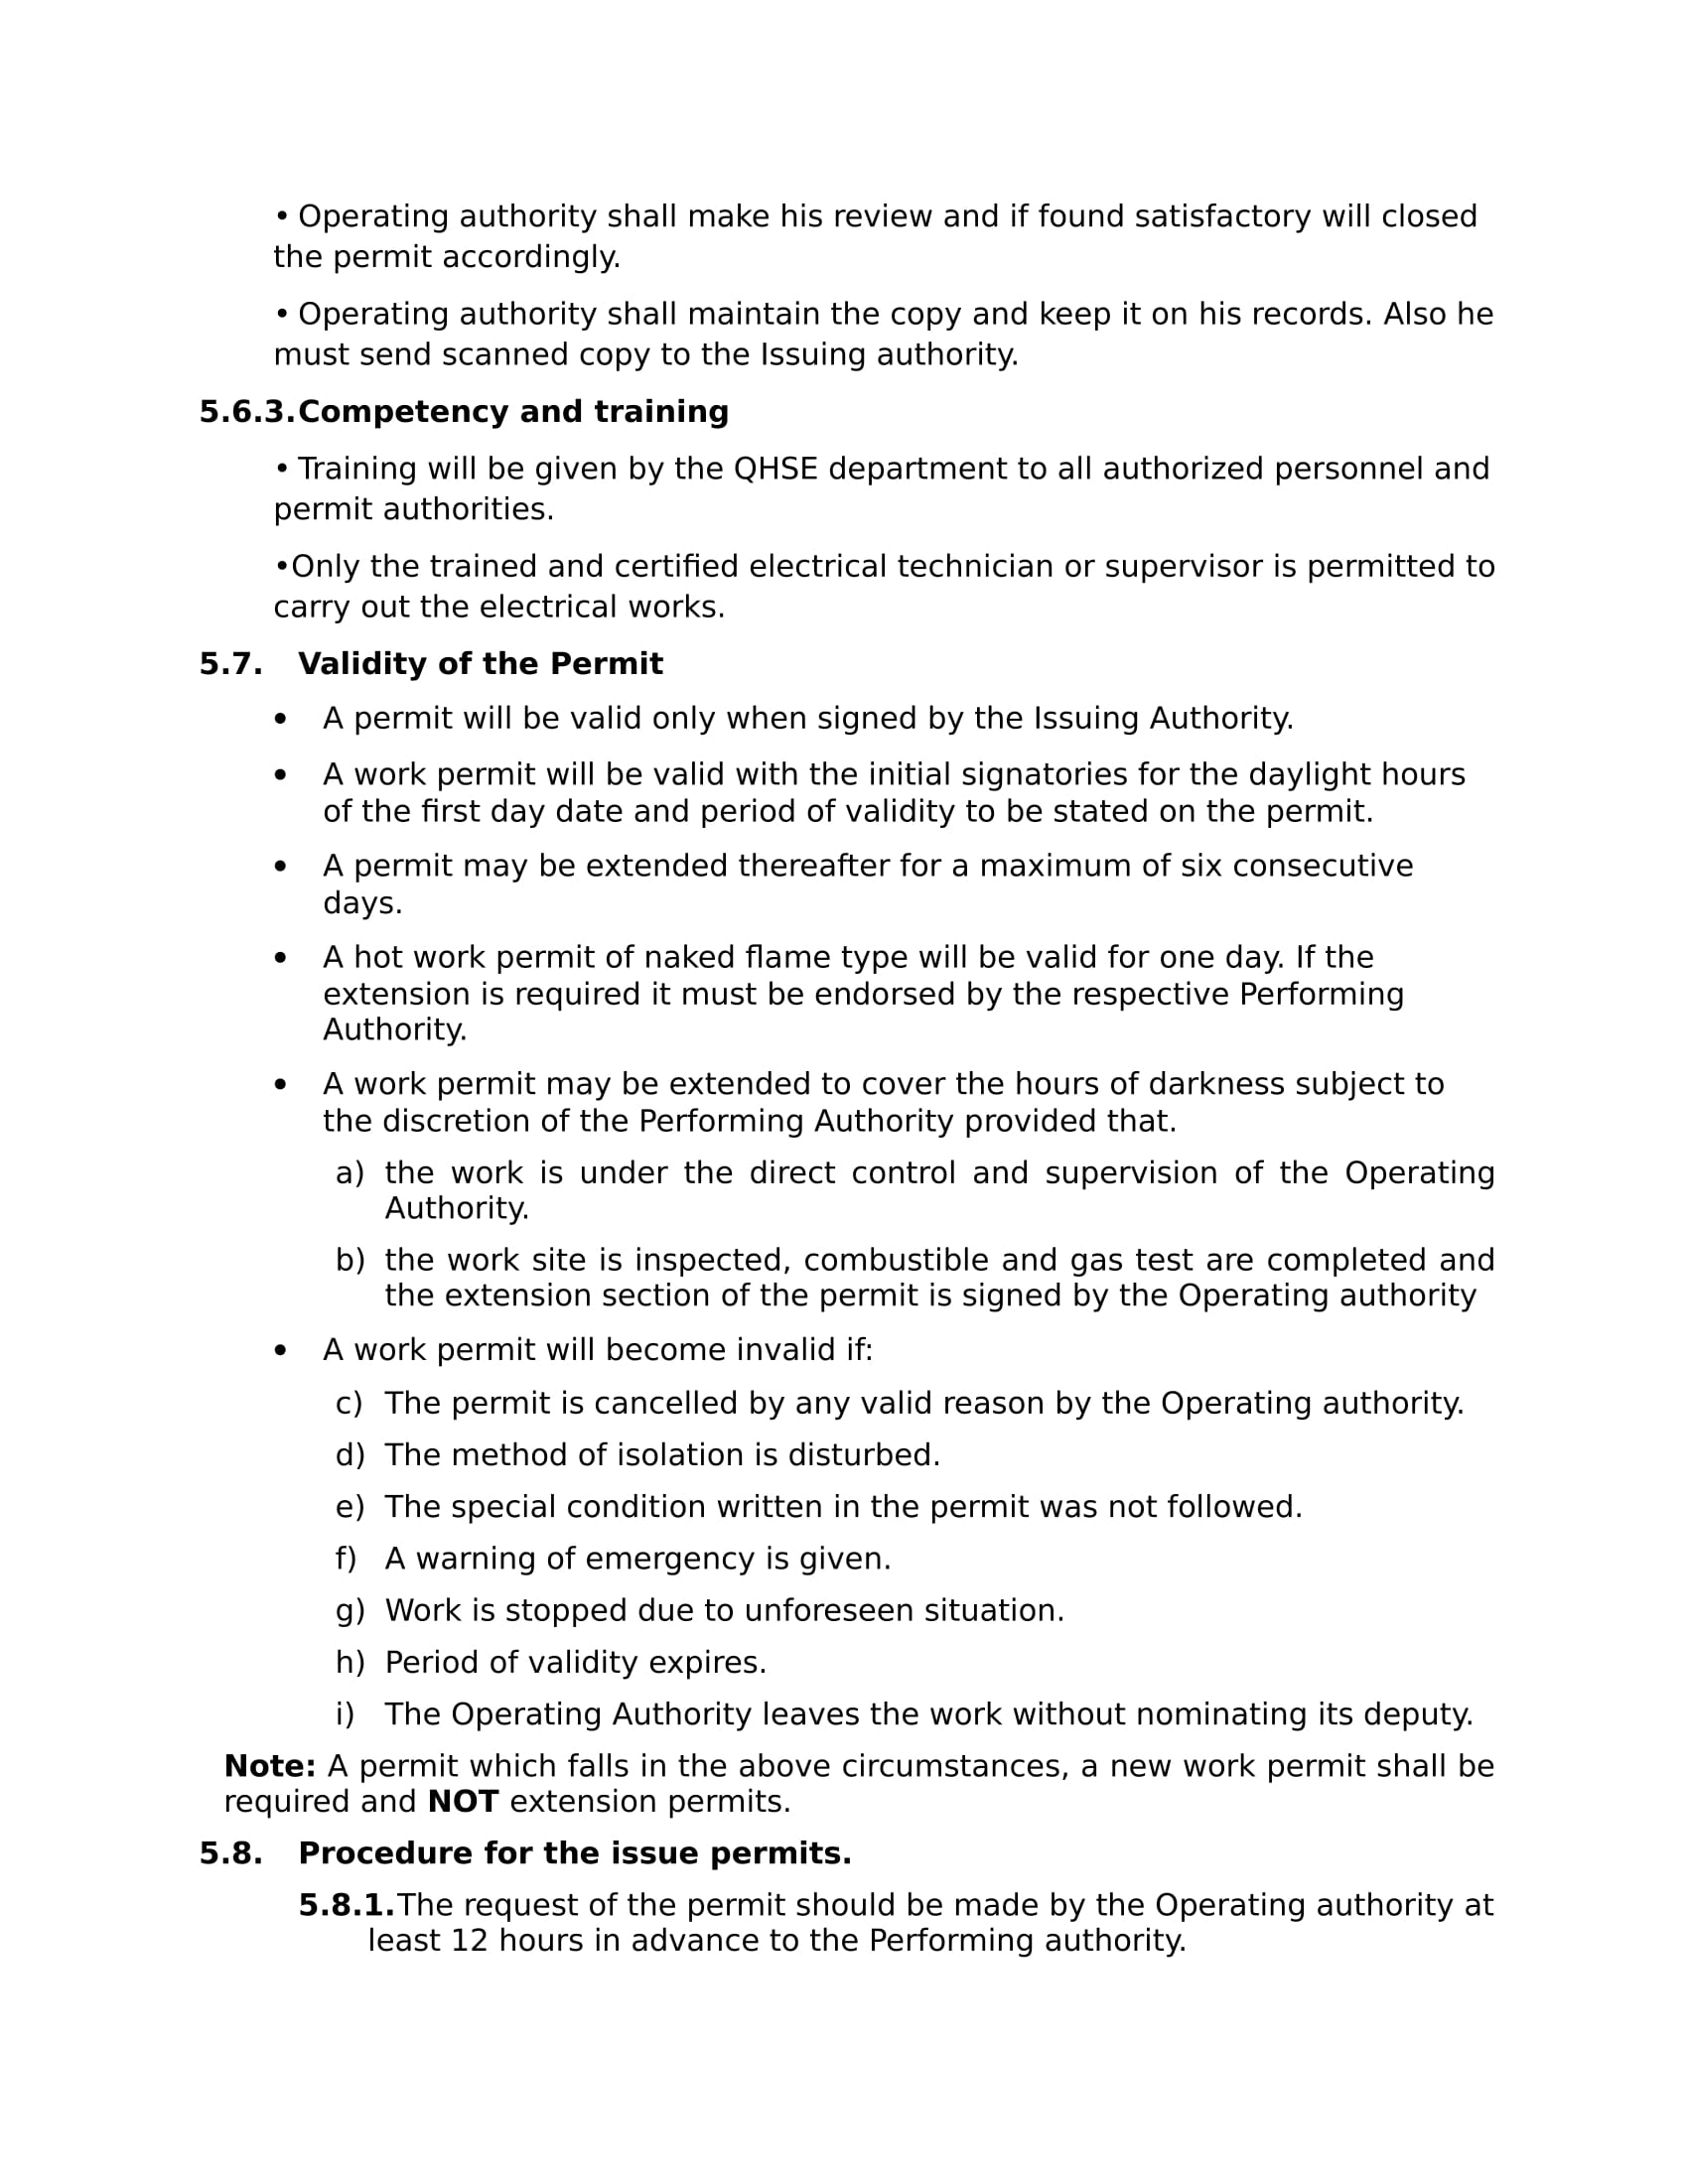 • Operating authority shall make his review and if found satisfactory will closed
the permit accordingly.
• Operating authority shall maintain the copy and keep it on his records. Also he
must send scanned copy to the Issuing authority.
5.6.3.Competency and training
• Training will be given by the QHSE department to all authorized personnel and
permit authorities.
•Only the trained and certified electrical technician or supervisor is permitted to
carry out the electrical works.
5.7. Validity of the Permit
• A permit will be valid only when signed by the Issuing Authority.
• A work permit will be valid with the initial signatories for the daylight hours
of the first day date and period of validity to be stated on the permit.
• A permit may be extended thereafter for a maximum of six consecutive
days.
• A hot work permit of naked flame type will be valid for one day. If the
extension is required it must be endorsed by the respective Performing
Authority.
• A work permit may be extended to cover the hours of darkness subject to
the discretion of the Performing Authority provided that.
a) the work is under the direct control and supervision of the Operating
Authority.
b) the work site is inspected, combustible and gas test are completed and
the extension section of the permit is signed by the Operating authority
• A work permit will become invalid if:
c) The permit is cancelled by any valid reason by the Operating authority.
d) The method of isolation is disturbed.
e) The special condition written in the permit was not followed.
f) A warning of emergency is given.
g) Work is stopped due to unforeseen situation.
h) Period of validity expires.
i) The Operating Authority leaves the work without nominating its deputy.
Note: A permit which falls in the above circumstances, a new work permit shall be
required and NOT extension permits.
5.8. Procedure for the issue permits.
5.8.1.The request of the permit should be made by the Operating authority at
least 12 hours in advance to the Performing authority.